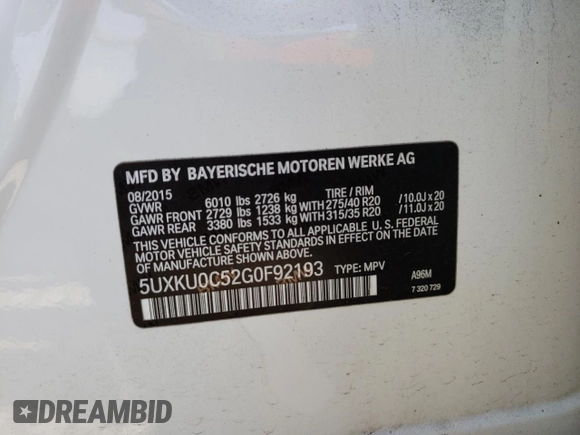 MFD BY BAYERISCHE MOTOREN WERKE AG
08/2015
GVWR 6010 lbs 2726 kg TIRE / RIM
GAWR FRONT 2729 lbs 1238 kg WITH 275/40 R20 /10.0J x 20
GAWR REAR 3380 lbs 1533 kg WITH 315/35 R20 /11.0J x 20
THIS VEHICLE CONFORMS TO ALL APPLICABLE U.S. FEDERAL
MOTOR VEHICLE SAFETY STANDARDS IN EFFECT ON THE DATE
OF MANUFACTURE SHOWN ABOVE.
5UXKU0C52G0F92193 TYPE: MPV
A96M
7 320 729
DREAMBID